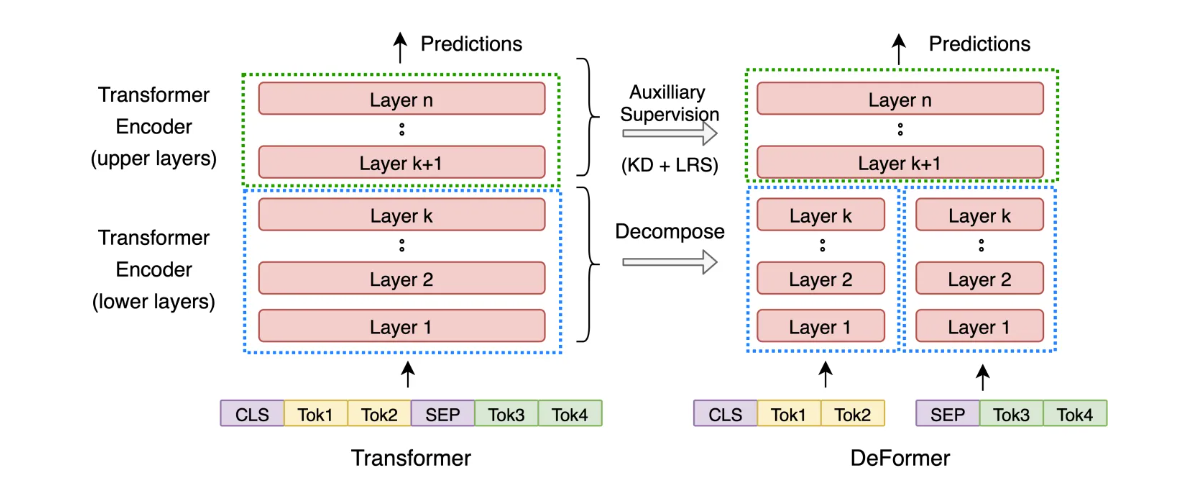 Predictions
Transformer
Encoder
(upper layers)
Layer n
Layer k+1
Transformer
Encoder
(lower layers)
Layer k
Layer 2
Layer 1
CLS Tok1 Tok2 SEP Tok3 Tok4
Transformer
Auxilliary
Supervision
(KD + LRS)
Decompose
Predictions
Layer n
Layer k+1
Layer k
Layer 2
Layer 1
Layer k
Layer 2
Layer 1
CLS Tok1 Tok2
SEP Tok3 Tok4
DeFormer